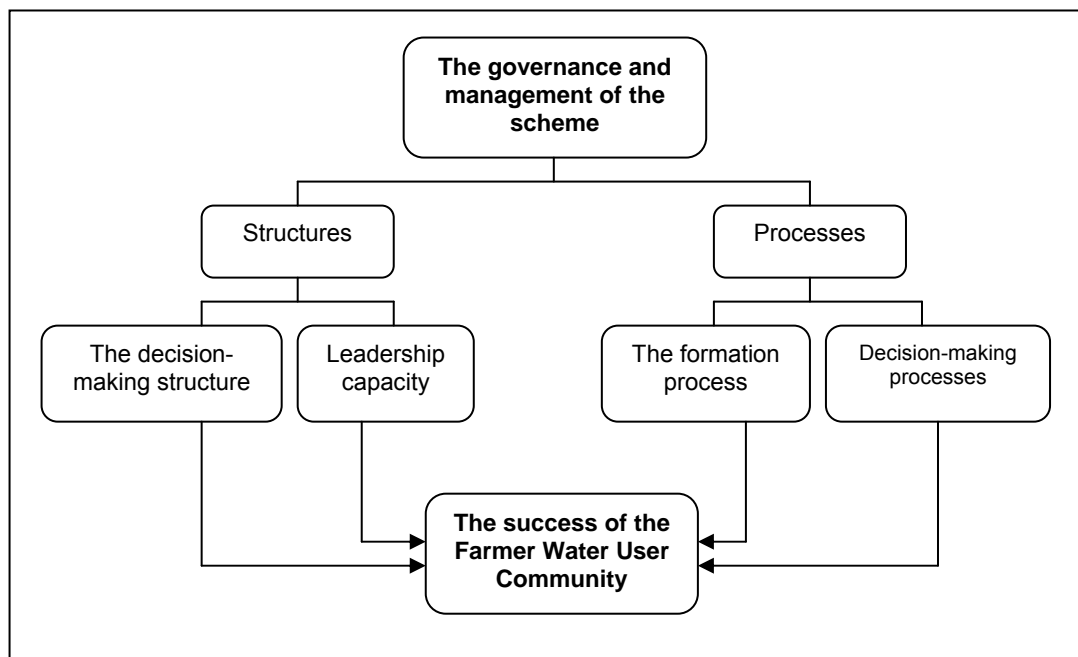 The governance and
management of the
scheme
Structures
Processes
The decision-
making structure
Leadership
capacity
The formation
process
Decision-making
processes
The success of the
Farmer Water User
Community